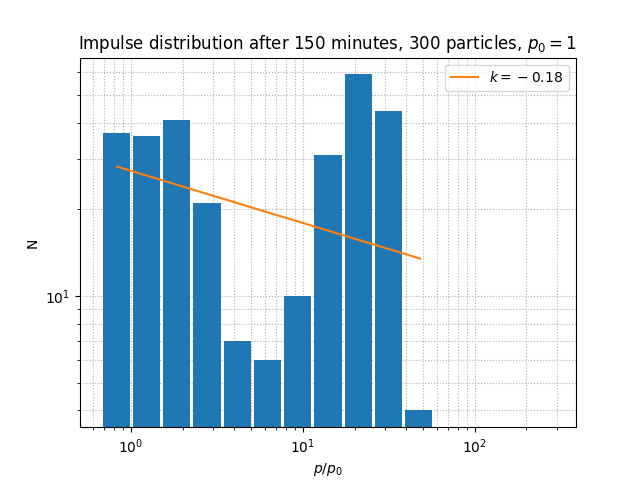 Impulse distribution after 150 minutes, 300 particles, p₀ = 1
k = −0.18
N
10¹
10⁰
10¹
10²
p/p₀